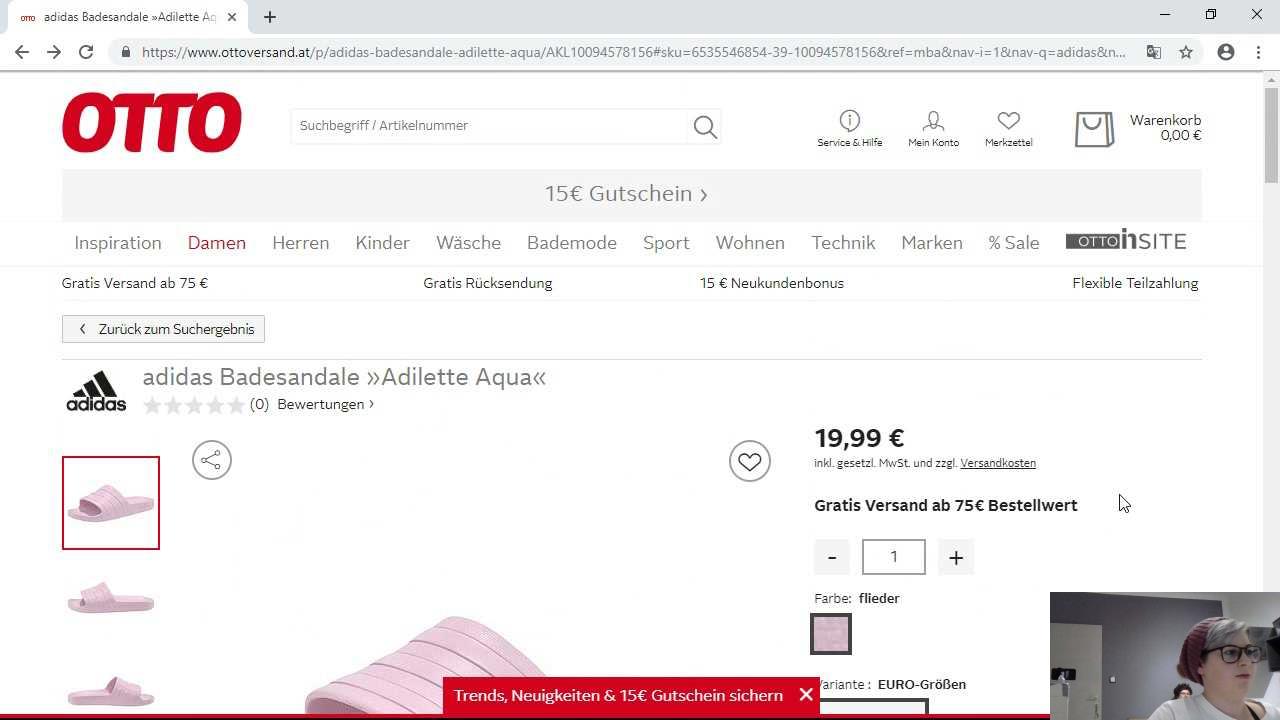 OTTO adidas Badesandale »Adilette Aq
https://www.ottoversand.at/p/adidas-badesandale-adilette-aqua/AKL10094578156#sku=6535546854-39-10094578156&ref=mba&nav-i=1&nav-q=adidas&n...
OTTO
Suchbegriff / Artikelnummer
Service & Hilfe
Mein Konto
Merkzettel
Warenkorb
0,00 €
15€ Gutschein ›
Inspiration Damen Herren Kinder Wäsche Bademode Sport Wohnen Technik Marken % Sale OTTO inSITE
Gratis Versand ab 75 € Gratis Rücksendung 15 € Neukundenbonus Flexible Teilzahlung
‹ Zurück zum Suchergebnis
adidas
adidas Badesandale »Adilette Aqua«
(0) Bewertungen ›
19,99 €
inkl. gesetzl. MwSt. und zzgl. Versandkosten
Gratis Versand ab 75€ Bestellwert
- 1 +
Farbe: flieder
Variante : EURO-Größen
Trends, Neuigkeiten & 15€ Gutschein sichern